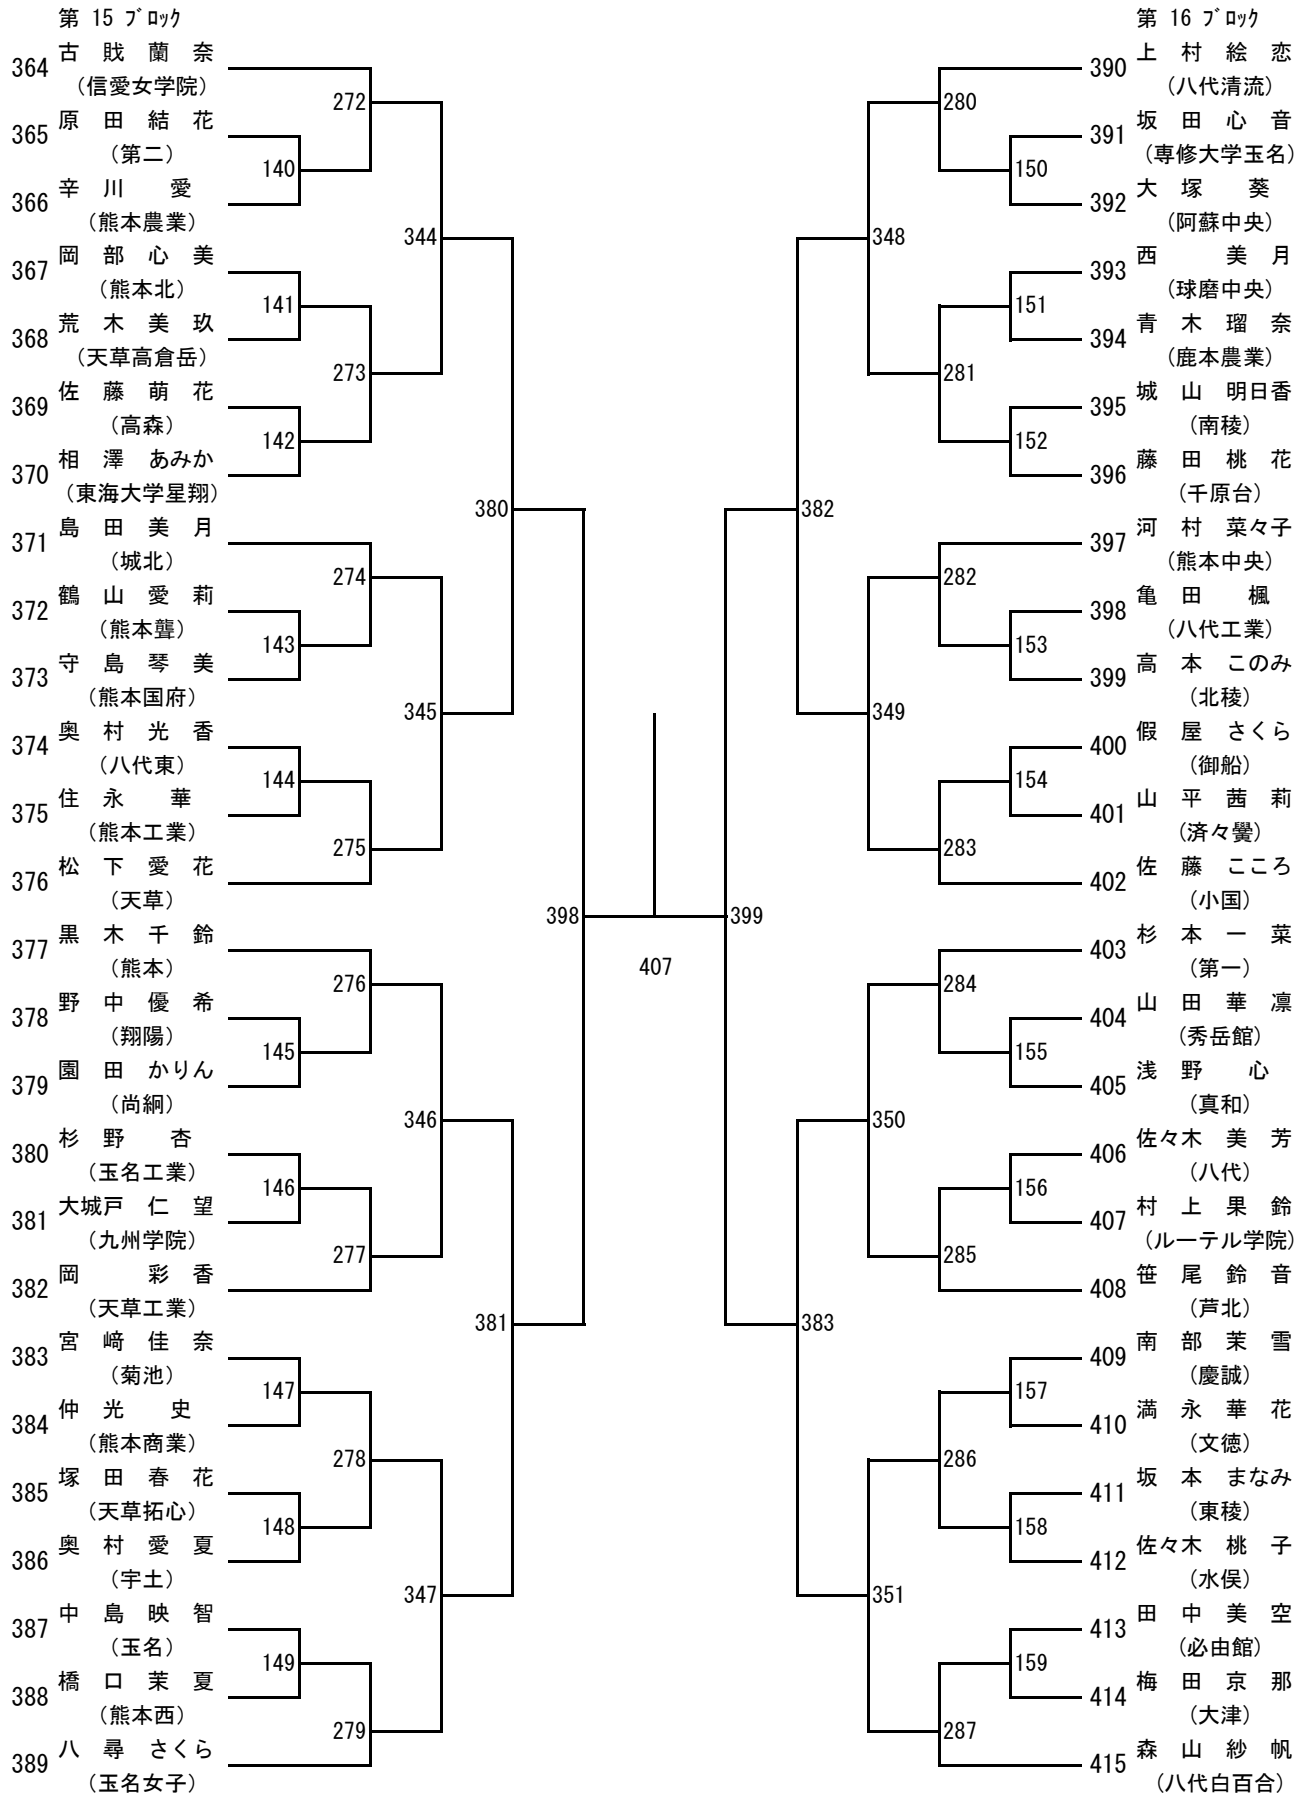 第 15 ブロック
364 古 賎 蘭 奈
（信愛女学院）
272
365 原 田 結 花
（第二）
140
366 辛 川 愛
（熊本農業）
344
367 岡 部 心 美
（熊本北）
141
368 荒 木 美 玖
（天草高倉岳）
273
369 佐 藤 萌 花
（高森）
142
370 相 澤 あみか
（東海大学星翔）
380
371 島 田 美 月
（城北）
274
372 鶴 山 愛 莉
（熊本聾）
143
373 守 島 琴 美
（熊本国府）
345
374 奥 村 光 香
（八代東）
144
375 住 永 華
（熊本工業）
275
376 松 下 愛 花
（天草）
398
377 黒 木 千 鈴
（熊本）
276
378 野 中 優 希
（翔陽）
145
379 園 田 かりん
（尚絅）
346
380 杉 野 杏
（玉名工業）
146
381 大城戸 仁 望
（九州学院）
277
382 岡 彩 香
（天草工業）
381
383 宮 﨑 佳 奈
（菊池）
147
384 仲 光 史
（熊本商業）
278
385 塚 田 春 花
（天草拓心）
148
386 奥 村 愛 夏
（宇土）
347
387 中 島 映 智
（玉名）
149
388 橋 口 茉 夏
（熊本西）
279
389 八 尋 さくら
（玉名女子）
407
第 16 ブロック
390 上 村 絵 恋
（八代清流）
280
391 坂 田 心 音
（専修大学玉名）
150
392 大 塚 葵
（阿蘇中央）
348
393 西 美 月
（球磨中央）
151
394 青 木 瑠 奈
（鹿本農業）
281
395 城 山 明日香
（南稜）
152
396 藤 田 桃 花
（千原台）
382
397 河 村 菜々子
（熊本中央）
282
398 亀 田 楓
（八代工業）
153
399 高 本 このみ
（北稜）
349
400 假 屋 さくら
（御船）
154
401 山 平 茜 莉
（済々黌）
283
402 佐 藤 こころ
（小国）
399
403 杉 本 一 菜
（第一）
284
404 山 田 華 凛
（秀岳館）
155
405 浅 野 心
（真和）
350
406 佐々木 美 芳
（八代）
156
407 村 上 果 鈴
（ルーテル学院）
285
408 笹 尾 鈴 音
（芦北）
383
409 南 部 茉 雪
（慶誠）
157
410 満 永 華 花
（文徳）
286
411 坂 本 まなみ
（東稜）
158
412 佐々木 桃 子
（水俣）
351
413 田 中 美 空
（必由館）
159
414 梅 田 京 那
（大津）
287
415 森 山 紗 帆
（八代白百合）